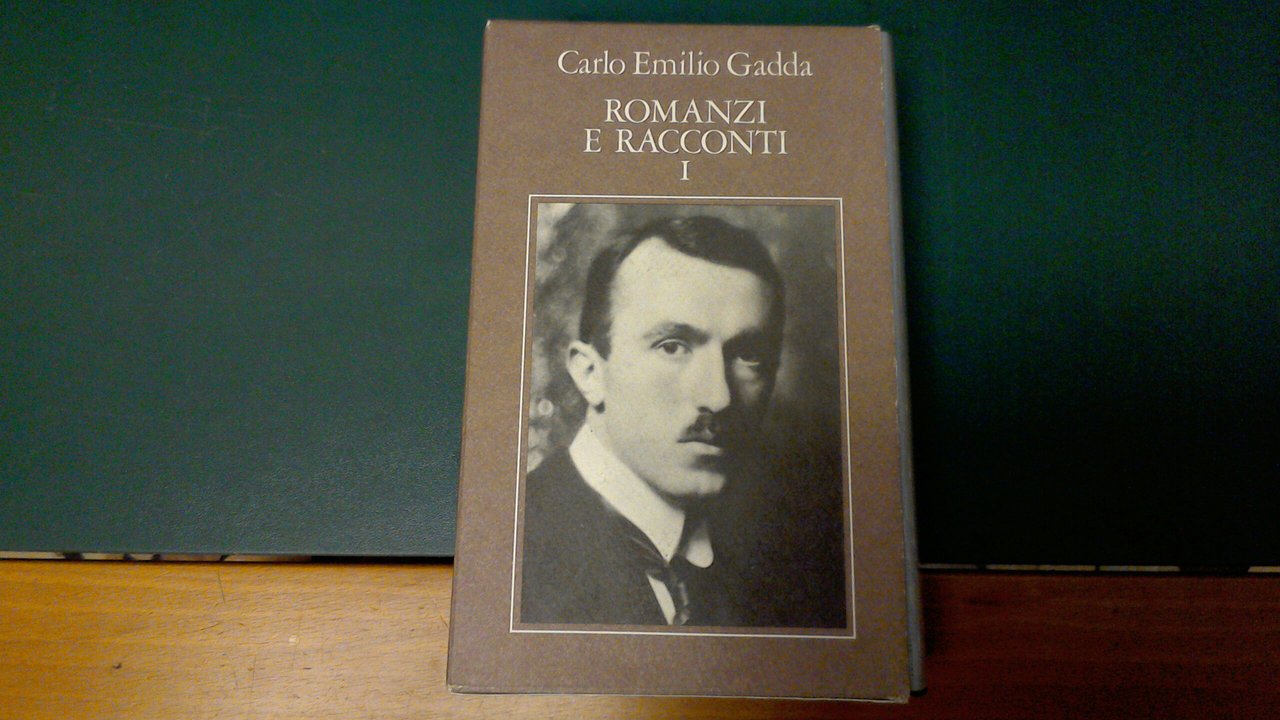 Carlo Emilio Gadda
ROMANZI
E RACCONTI
I